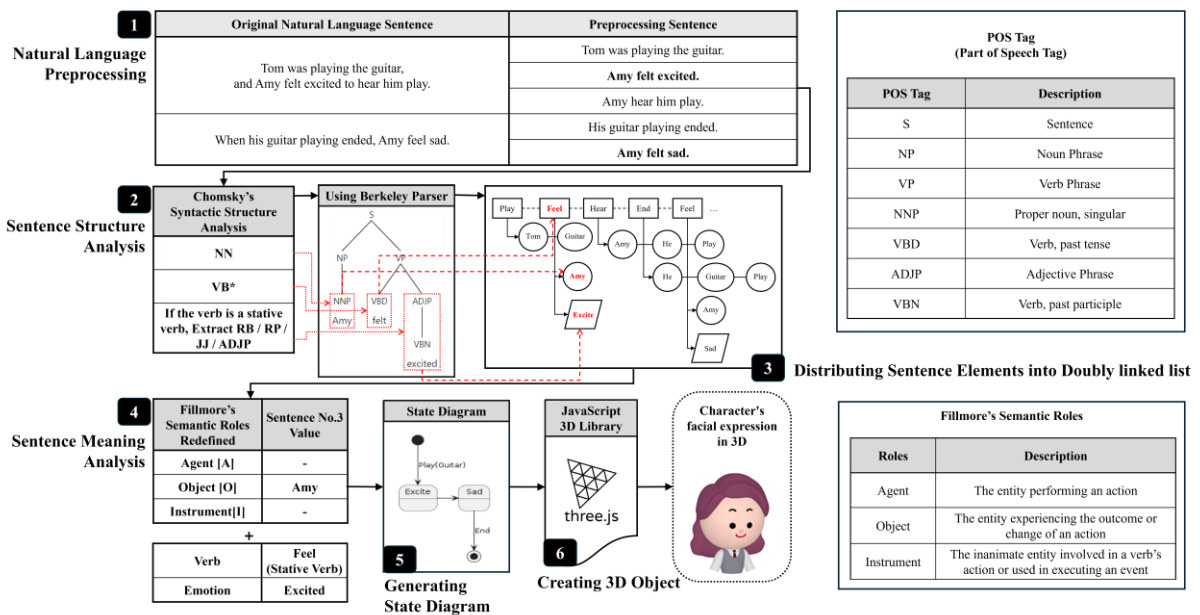 1
Natural Language
Preprocessing
Original Natural Language Sentence
Preprocessing Sentence
Tom was playing the guitar,
and Amy felt excited to hear him play.
Tom was playing the guitar.
Amy felt excited.
Amy hear him play.
When his guitar playing ended, Amy feel sad.
His guitar playing ended.
Amy felt sad.
POS Tag
(Part of Speech Tag)
POS Tag
Description
S
Sentence
NP
Noun Phrase
VP
Verb Phrase
NNP
Proper noun, singular
VBD
Verb, past tense
ADJP
Adjective Phrase
VBN
Verb, past participle
2
Sentence Structure
Analysis
Chomsky's
Syntactic Structure
Analysis
NN
VB*
If the verb is a stative
verb, Extract RB / RP /
JJ / ADJP
Using Berkeley Parser
S
NP
VP
NNP
VBD
ADJP
Amy
felt
VBN
excited
Play
Feel
Hear
End
Feel
...
Tom
Guitar
Amy
He
Play
Amy
He
Guitar
Play
Excite
Amy
Sad
3
Distributing Sentence Elements into Doubly linked list
4
Sentence Meaning
Analysis
Fillmore's
Semantic Roles
Redefined
Sentence No.3
Value
Agent [A]
-
Object [O]
Amy
Instrument[I]
-
+
Verb
Feel
(Stative Verb)
Emotion
Excited
State Diagram
Play(Guitar)
Excite
Sad
End
5
Generating
State Diagram
JavaScript
3D Library
three.js
6
Creating 3D Object
Character's
facial expression
in 3D
Fillmore's Semantic Roles
Roles
Description
Agent
The entity performing an action
Object
The entity experiencing the outcome or
change of an action
Instrument
The inanimate entity involved in a verb's
action or used in executing an event